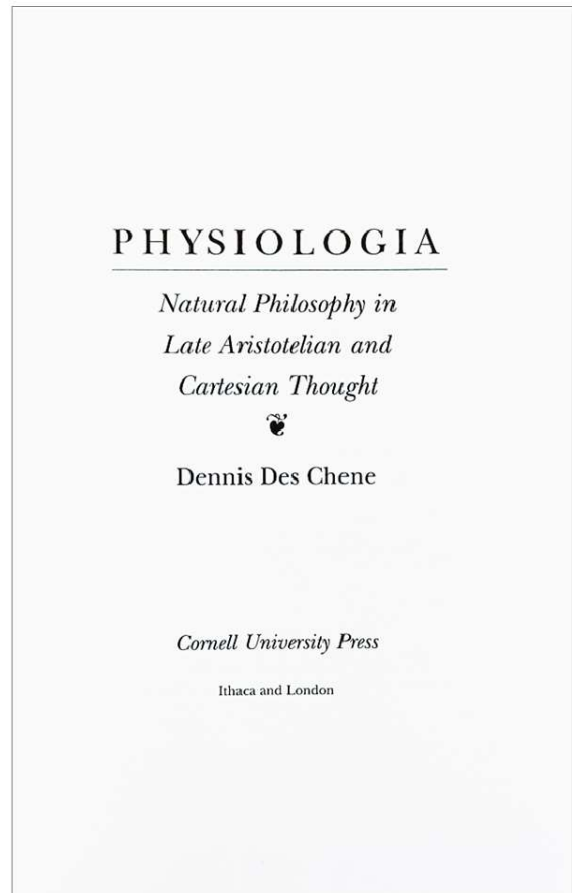 PHYSIOLOGIA
Natural Philosophy in
Late Aristotelian and
Cartesian Thought
Dennis Des Chene
Cornell University Press
Ithaca and London